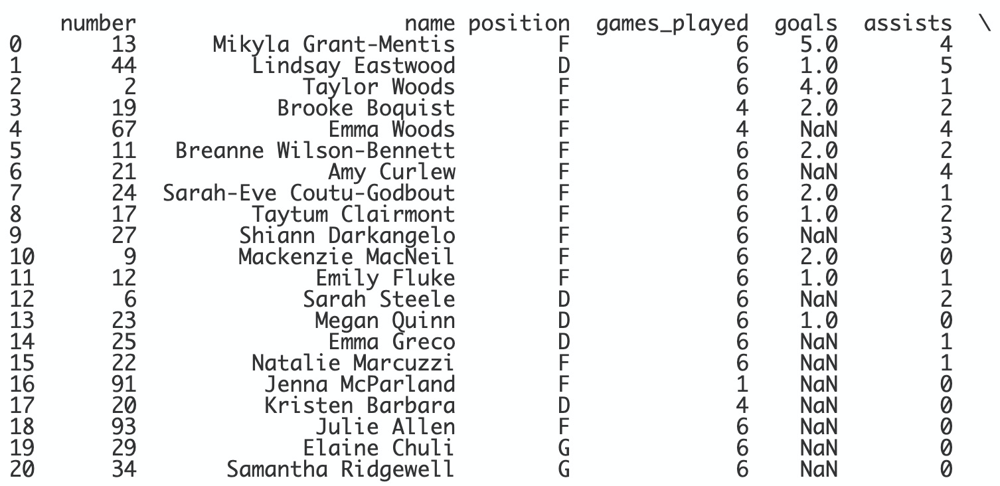 number name position games_played goals assists \
0 13 Mikyla Grant-Mentis F 6 5.0 4
1 44 Lindsay Eastwood D 6 1.0 5
2 2 Taylor Woods F 6 4.0 1
3 19 Brooke Boquist F 4 2.0 2
4 67 Emma Woods F 4 NaN 4
5 11 Breanne Wilson-Bennett F 6 2.0 2
6 21 Amy Curlew F 6 NaN 4
7 24 Sarah-Eve Coutu-Godbout F 6 2.0 1
8 17 Taytum Clairmont F 6 1.0 2
9 27 Shiann Darkangelo F 6 NaN 3
10 9 Mackenzie MacNeil F 6 2.0 0
11 12 Emily Fluke F 6 1.0 1
12 6 Sarah Steele D 6 NaN 2
13 23 Megan Quinn D 6 1.0 0
14 25 Emma Greco D 6 NaN 1
15 22 Natalie Marcuzzi F 6 NaN 1
16 91 Jenna McParland F 1 NaN 0
17 20 Kristen Barbara D 4 NaN 0
18 93 Julie Allen F 6 NaN 0
19 29 Elaine Chuli G 6 NaN 0
20 34 Samantha Ridgewell G 6 NaN 0